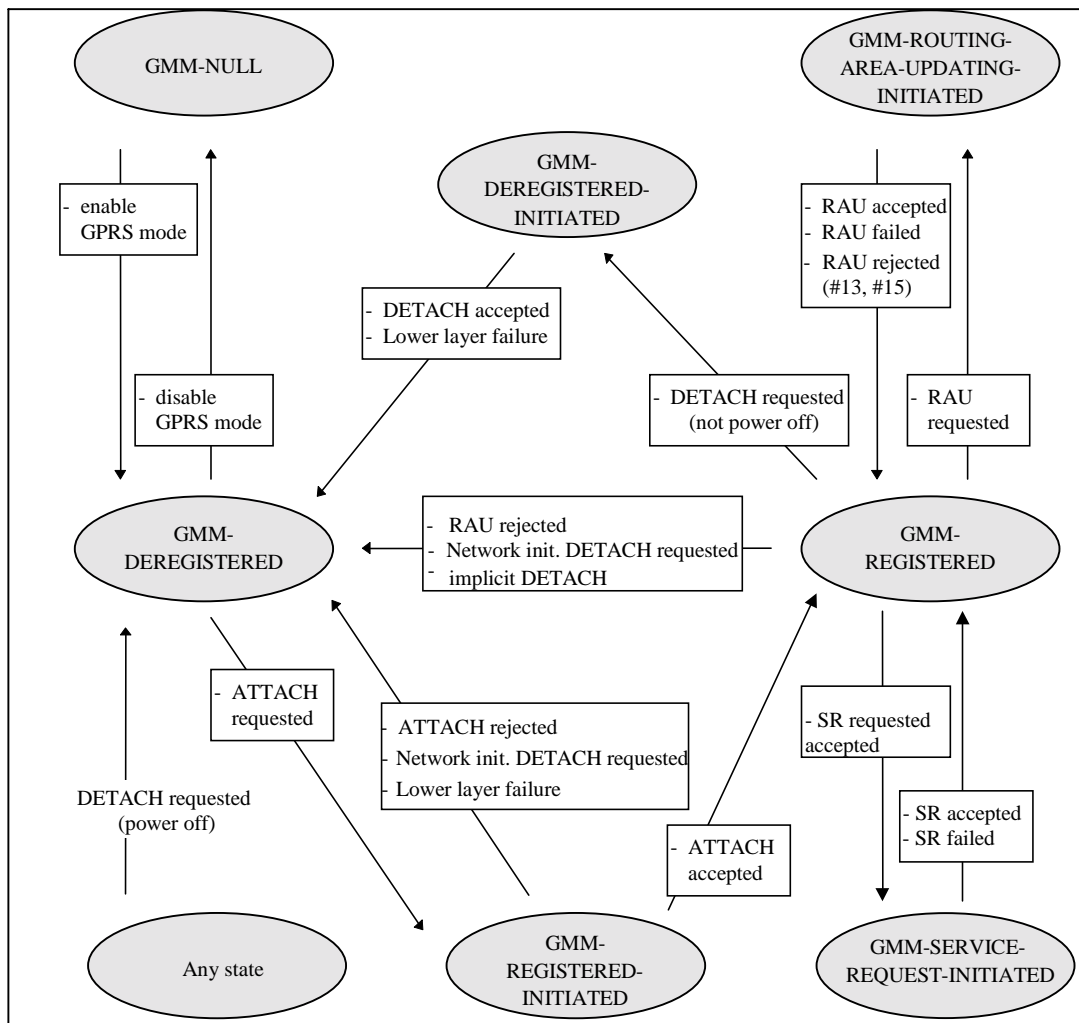 GMM-NULL
GMM-ROUTING-
AREA-UPDATING-
INITIATED
GMM-
DEREGISTERED-
INITIATED
- enable
GPRS mode
- RAU accepted
- RAU failed
- RAU rejected
(#13, #15)
- DETACH accepted
- Lower layer failure
- disable
GPRS mode
- DETACH requested
(not power off)
- RAU
requested
GMM-
DEREGISTERED
- RAU rejected
- Network init. DETACH requested
- implicit DETACH
GMM-
REGISTERED
- ATTACH
requested
- ATTACH rejected
- Network init. DETACH requested
- Lower layer failure
- SR requested
accepted
DETACH requested
(power off)
- ATTACH
accepted
- SR accepted
- SR failed
Any state
GMM-
REGISTERED-
INITIATED
GMM-SERVICE-
REQUEST-INITIATED